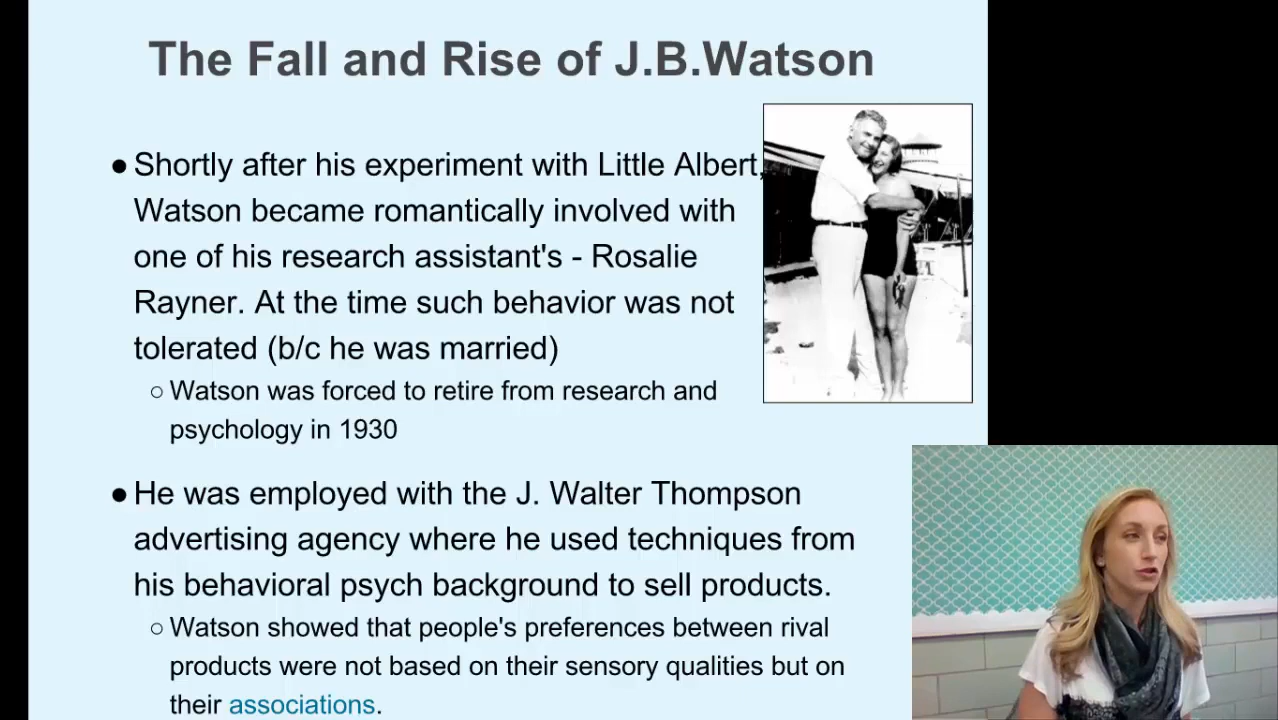 The Fall and Rise of J.B.Watson
●Shortly after his experiment with Little Albert,
Watson became romantically involved with
one of his research assistant's - Rosalie
Rayner. At the time such behavior was not
tolerated (b/c he was married)
○Watson was forced to retire from research and
psychology in 1930
●He was employed with the J. Walter Thompson
advertising agency where he used techniques from
his behavioral psych background to sell products.
○Watson showed that people's preferences between rival
products were not based on their sensory qualities but on
their associations.